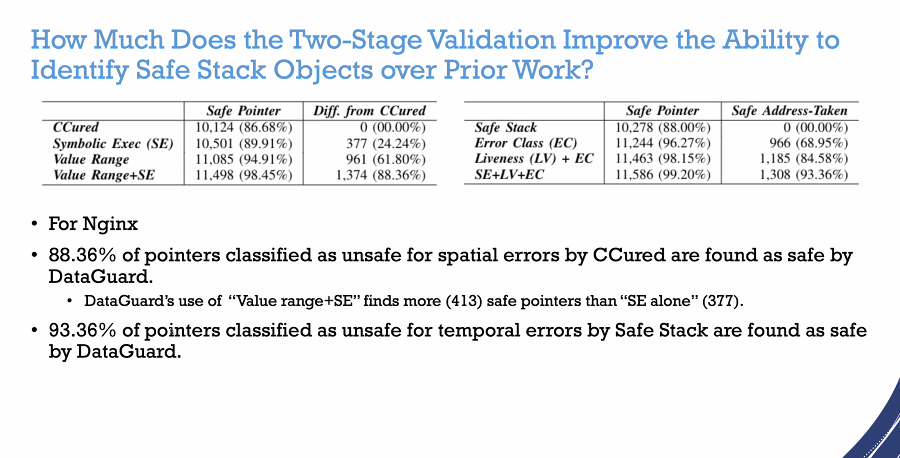 How Much Does the Two-Stage Validation Improve the Ability to
Identify Safe Stack Objects over Prior Work?
Safe Pointer Diff. from CCured
CCured 10,124 (86.68%) 0 (00.00%)
Symbolic Exec (SE) 10,501 (89.91%) 377 (24.24%)
Value Range 11,085 (94.91%) 961 (61.80%)
Value Range+SE 11,498 (98.45%) 1,374 (88.36%)
Safe Pointer Safe Address-Taken
Safe Stack 10,278 (88.00%) 0 (00.00%)
Error Class (EC) 11,244 (96.27%) 966 (68.95%)
Liveness (LV) + EC 11,463 (98.15%) 1,185 (84.58%)
SE+LV+EC 11,586 (99.20%) 1,308 (93.36%)
• For Nginx
• 88.36% of pointers classified as unsafe for spatial errors by CCured are found as safe by
DataGuard.
• DataGuard's use of “Value range+SE” finds more (413) safe pointers than “SE alone” (377).
• 93.36% of pointers classified as unsafe for temporal errors by Safe Stack are found as safe
by DataGuard.